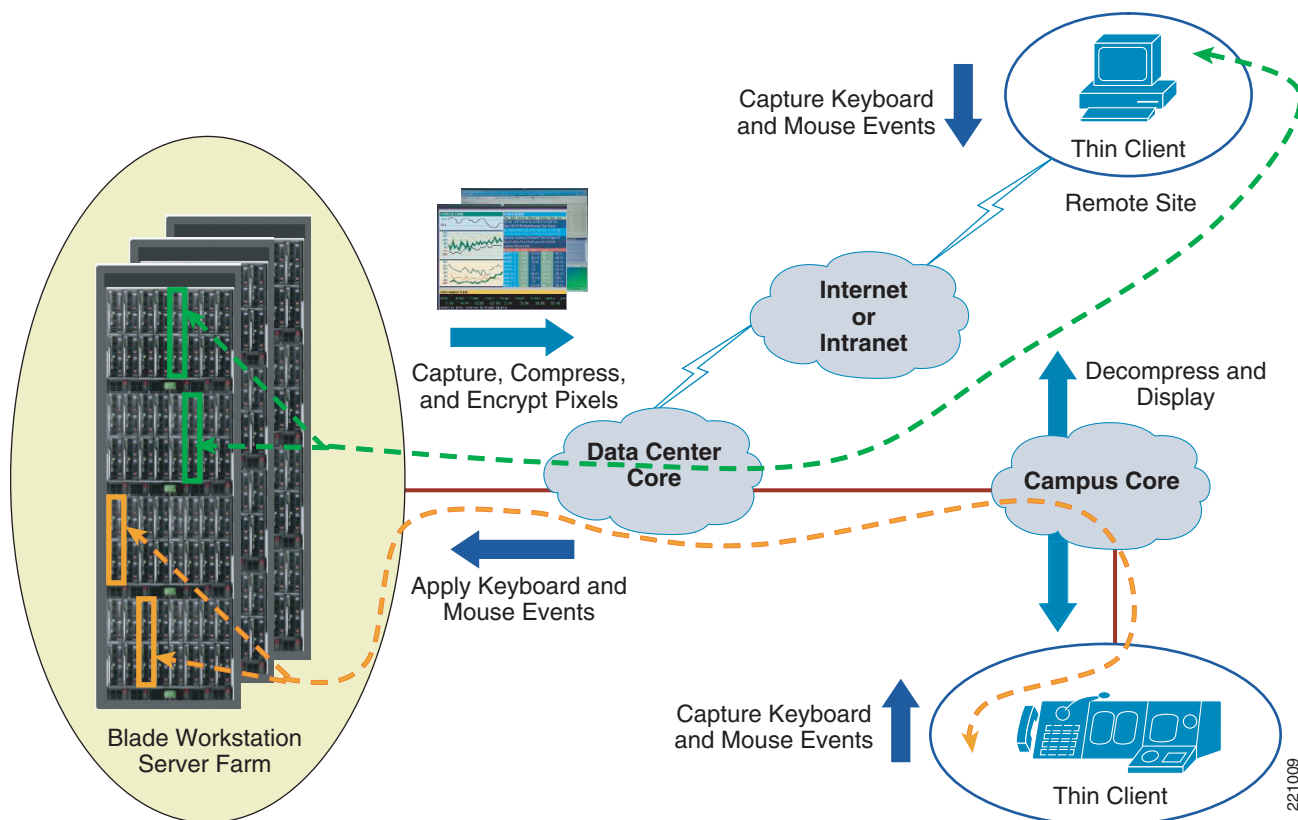 Capture Keyboard
and Mouse Events
Thin Client
Remote Site
Capture, Compress,
and Encrypt Pixels
Internet
or
Intranet
Decompress and
Display
Data Center
Core
Campus Core
Apply Keyboard and
Mouse Events
Blade Workstation
Server Farm
Capture Keyboard
and Mouse Events
Thin Client
221009